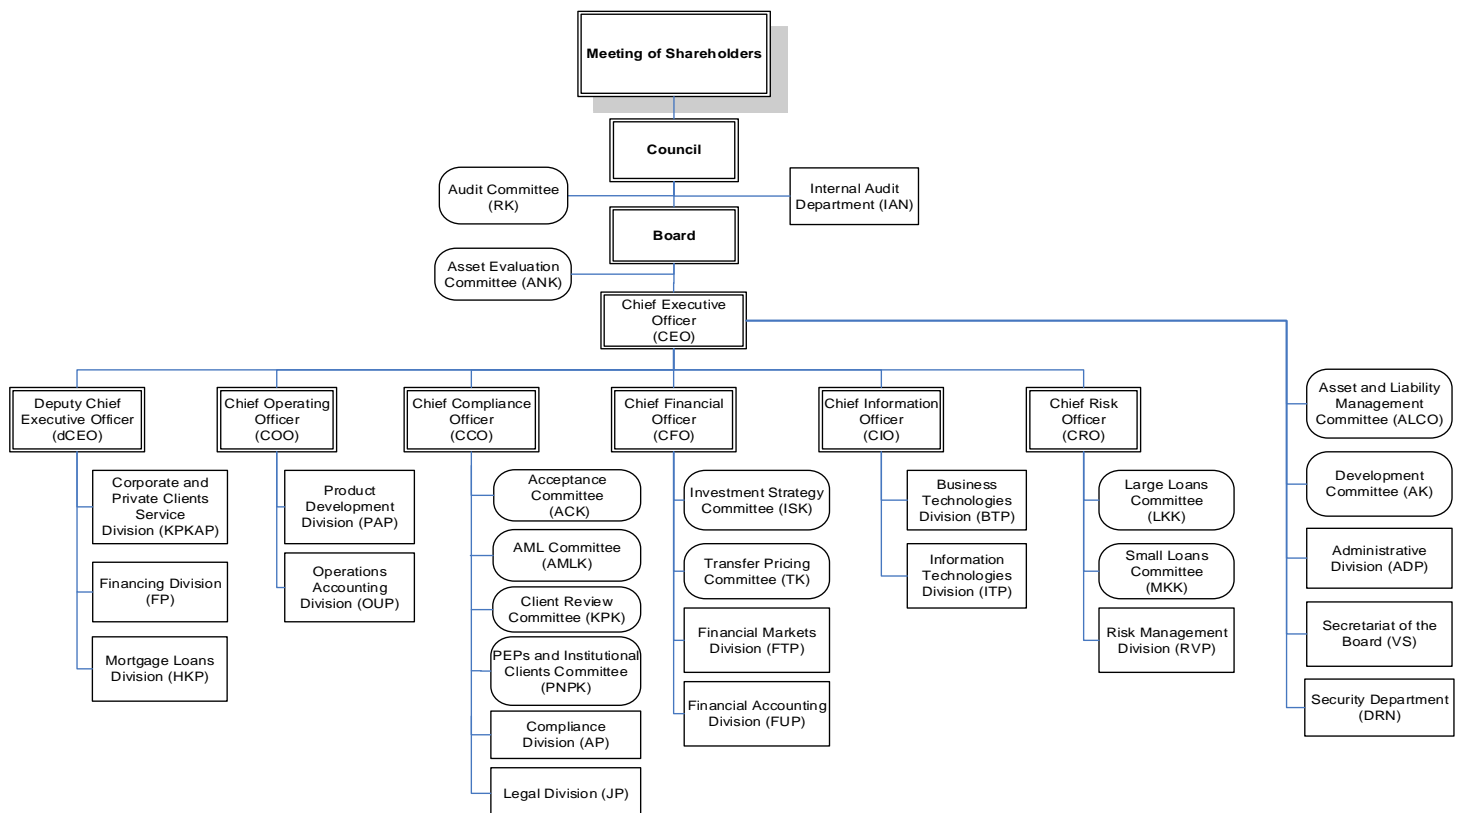 Meeting of Shareholders
Council
Audit Committee
(RK)
Internal Audit
Department (IAN)
Board
Asset Evaluation
Committee (ANK)
Chief Executive
Officer
(CEO)
Deputy Chief
Executive Officer
(dCEO)
Chief Operating
Officer
(COO)
Chief Compliance
Officer
(CCO)
Chief Financial
Officer
(CFO)
Chief Information
Officer
(CIO)
Chief Risk
Officer
(CRO)
Corporate and
Private Clients
Service
Division (KPKAP)
Financing Division
(FP)
Mortgage Loans
Division (HKP)
Product
Development
Division (PAP)
Operations
Accounting
Division (OUP)
Acceptance
Committee
(ACK)
AML Committee
(AMLK)
Client Review
Committee (KPK)
PEPs and Institutional
Clients Committee
(PNPK)
Compliance
Division (AP)
Legal Division (JP)
Investment Strategy
Committee (ISK)
Transfer Pricing
Committee (TK)
Financial Markets
Division (FTP)
Financial Accounting
Division (FUP)
Business
Technologies
Division (BTP)
Information
Technologies
Division (ITP)
Large Loans
Committee
(LKK)
Small Loans
Committee
(MKK)
Risk Management
Division (RVP)
Asset and Liability
Management
Committee (ALCO)
Development
Committee (AK)
Administrative
Division (ADP)
Secretariat of the
Board (VS)
Security Department
(DRN)